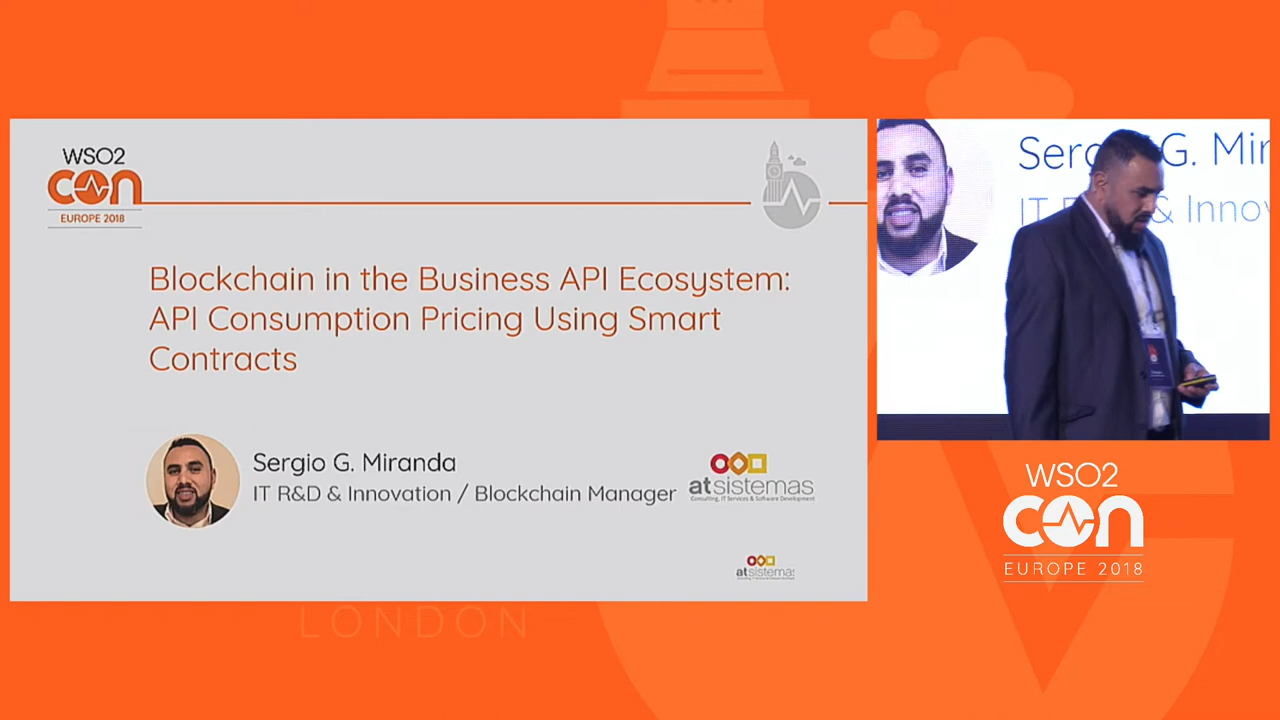 WSO2
con
EUROPE 2018
Blockchain in the Business API Ecosystem:
API Consumption Pricing Using Smart
Contracts
Sergio G. Miranda
IT R&D & Innovation / Blockchain Manager
atsistemas
Consulting, IT Services & Software Development
atsistemas
Serg G. Mir
IT & Innov
WSO2
con
EUROPE 2018
LONDON